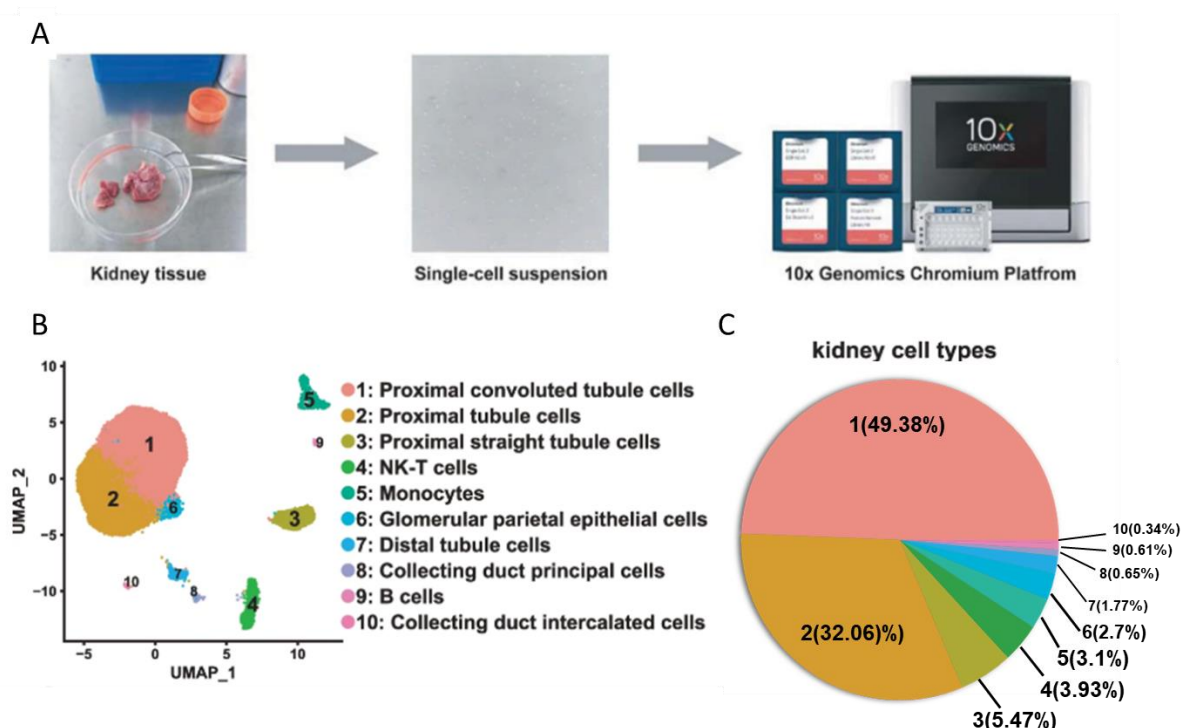 A
10x
GENOMICS
Kidney tissue
Single-cell suspension
10x Genomics Chromium Platfrom
B
10
5
0
−5
−10
UMAP_2
−5
0
5
10
UMAP_1
1
2
3
4
5
6
7
8
9
10
1: Proximal convoluted tubule cells
2: Proximal tubule cells
3: Proximal straight tubule cells
4: NK-T cells
5: Monocytes
6: Glomerular parietal epithelial cells
7: Distal tubule cells
8: Collecting duct principal cells
9: B cells
10: Collecting duct intercalated cells
C
kidney cell types
1(49.38%)
10(0.34%)
9(0.61%)
8(0.65%)
7(1.77%)
6(2.7%)
5(3.1%)
4(3.93%)
3(5.47%)
2(32.06)%)